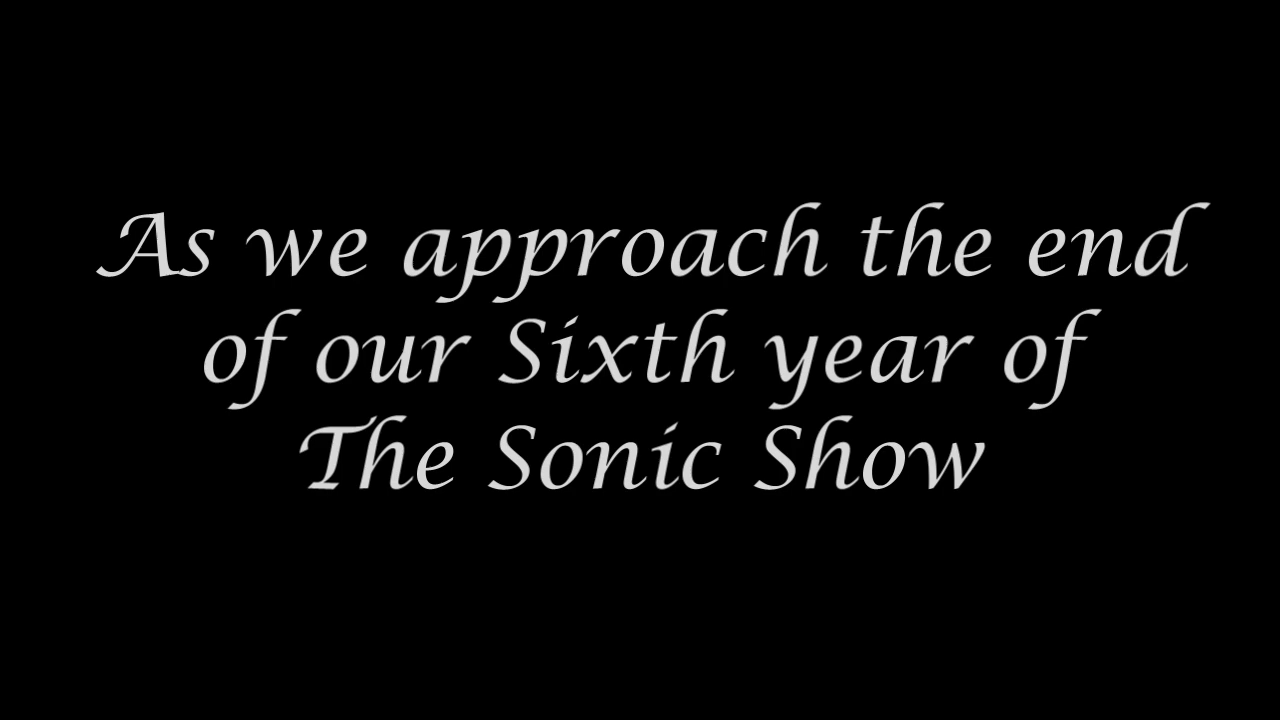 As we approach the end
of our Sixth year of
The Sonic Show